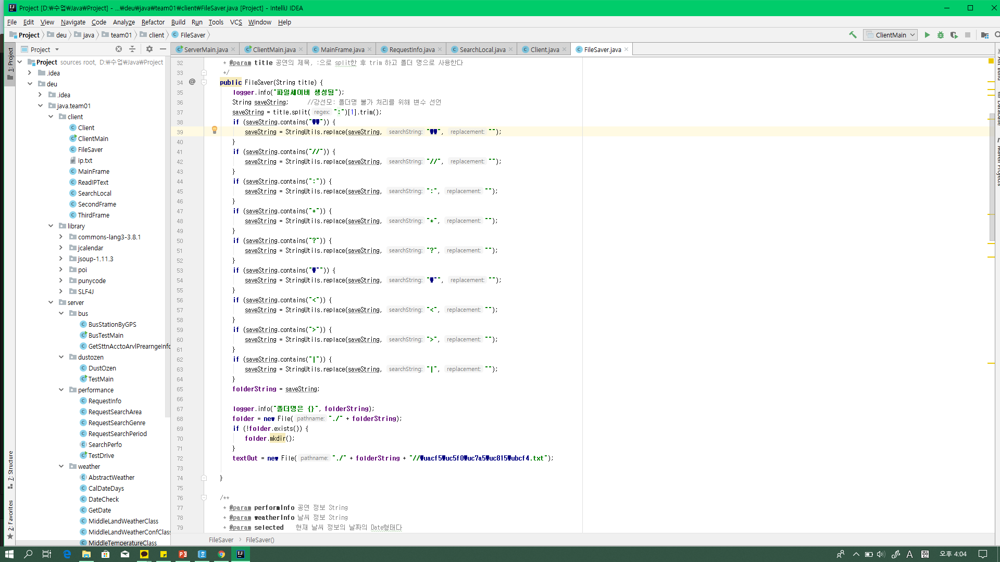 Project [D:₩수업₩Java₩Project] - ...₩deu₩java₩team01₩client₩FileSaver.java [Project] - IntelliJ IDEA
File Edit View Navigate Code Analyze Refactor Build Run Tools VCS Window Help
Project deu java team01 client FileSaver
ClientMain
Project
ServerMain.java ClientMain.java MainFrame.java RequestInfo.java SearchLocal.java Client.java FileSaver.java
1: Project
7: Structure
2: Favorites
Project sources root, D:₩수업₩Java₩Project
.idea
deu
.idea
java.team01
client
Client
ClientMain
FileSaver
ip.txt
MainFrame
ReadIPText
SearchLocal
SecondFrame
ThirdFrame
library
commons-lang3-3.8.1
jcalendar
jsoup-1.11.3
poi
punycode
SLF4J
server
bus
BusStationByGPS
BusTestMain
GetSttnAcctoArvlPrearngeInfo
dustozen
DustOzen
TestMain
performance
RequestInfo
RequestSearchArea
RequestSearchGenre
RequestSearchPeriod
SearchPerfo
TestDrive
weather
AbstractWeather
CalDateDays
DateCheck
GetDate
MiddleLandWeatherClass
MiddleLandWeatherConfClass
MiddleTemperatureClass
32 * @param title 공연의 제목, :으로 split한 후 trim 하고 폴더 명으로 사용한다
33 */
34 @ public FileSaver(String title) {
35 logger.info("파일세이버 생성됨");
36 String saveString; //강선모: 폴더명 불가 처리를 위해 변수 선언
37 saveString = title.split( regex: ":")[1].trim();
38 if (saveString.contains("₩₩")) {
39 saveString = StringUtils.replace(saveString, searchString: "₩₩", replacement: "");
40 }
41 if (saveString.contains("//")) {
42 saveString = StringUtils.replace(saveString, searchString: "//", replacement: "");
43 }
44 if (saveString.contains(":")) {
45 saveString = StringUtils.replace(saveString, searchString: ":", replacement: "");
46 }
47 if (saveString.contains("*")) {
48 saveString = StringUtils.replace(saveString, searchString: "*", replacement: "");
49 }
50 if (saveString.contains("?")) {
51 saveString = StringUtils.replace(saveString, searchString: "?", replacement: "");
52 }
53 if (saveString.contains("₩"")) {
54 saveString = StringUtils.replace(saveString, searchString: "₩"", replacement: "");
55 }
56 if (saveString.contains("<")) {
57 saveString = StringUtils.replace(saveString, searchString: "<", replacement: "");
58 }
59 if (saveString.contains(">")) {
60 saveString = StringUtils.replace(saveString, searchString: ">", replacement: "");
61 }
62 if (saveString.contains("|")) {
63 saveString = StringUtils.replace(saveString, searchString: "|", replacement: "");
64 }
65 folderString = saveString;
66
67 logger.info("폴더명은 {}", folderString);
68 folder = new File( pathname: "./" + folderString);
69 if (!folder.exists()) {
70 folder.mkdir();
71 }
72 textOut = new File( pathname: "./" + folderString + "//₩uacf5₩uc5f0₩uc7a5₩uc815₩ubcf4.txt");
73
74 }
75
76 /**
77 * @param performInfo 공연 정보 String
78 * @param weatherInfo 날씨 정보 String
79 * @param selected 현재 날씨 정보의 날짜의 Date형태다
FileSaver FileSaver()
Database
Maven Projects
A 한 오후 4:04